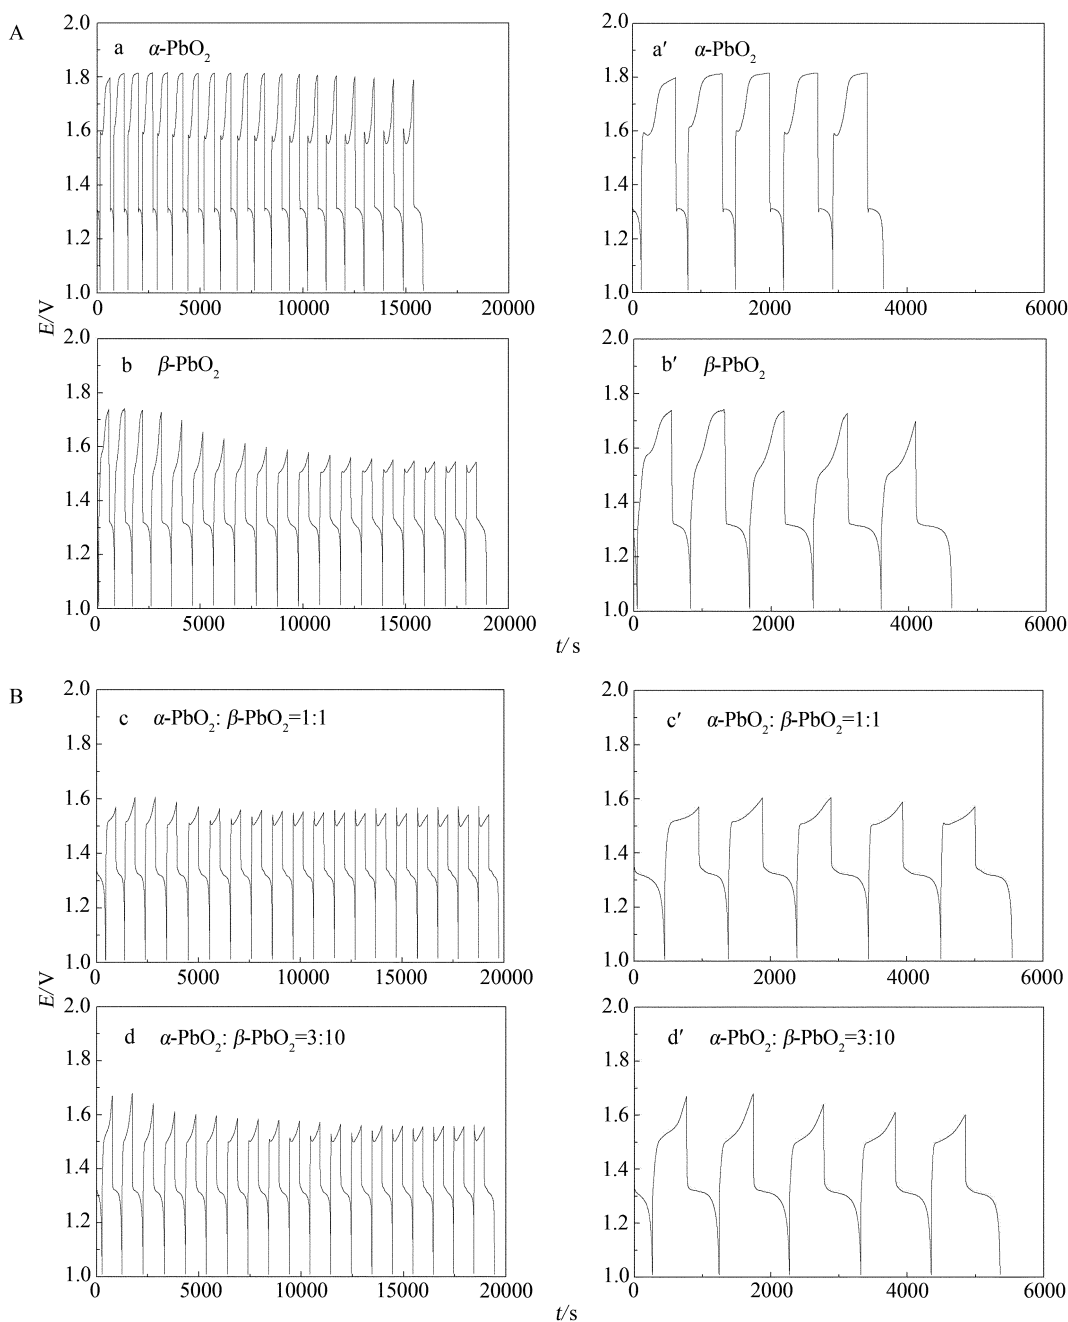 A
a α-PbO₂
2.0
1.8
1.6
1.4
1.2
1.0
0 5000 10000 15000 20000
a′ α-PbO₂
2.0
1.8
1.6
1.4
1.2
1.0
0 2000 4000 6000
E/V
b β-PbO₂
2.0
1.8
1.6
1.4
1.2
1.0
0 5000 10000 15000 20000
b′ β-PbO₂
2.0
1.8
1.6
1.4
1.2
1.0
0 2000 4000 6000
t/s
B
c α-PbO₂: β-PbO₂=1:1
2.0
1.8
1.6
1.4
1.2
1.0
0 5000 10000 15000 20000
c′ α-PbO₂: β-PbO₂=1:1
2.0
1.8
1.6
1.4
1.2
1.0
0 2000 4000 6000
E/V
d α-PbO₂: β-PbO₂=3:10
2.0
1.8
1.6
1.4
1.2
1.0
0 5000 10000 15000 20000
d′ α-PbO₂: β-PbO₂=3:10
2.0
1.8
1.6
1.4
1.2
1.0
0 2000 4000 6000
t/s